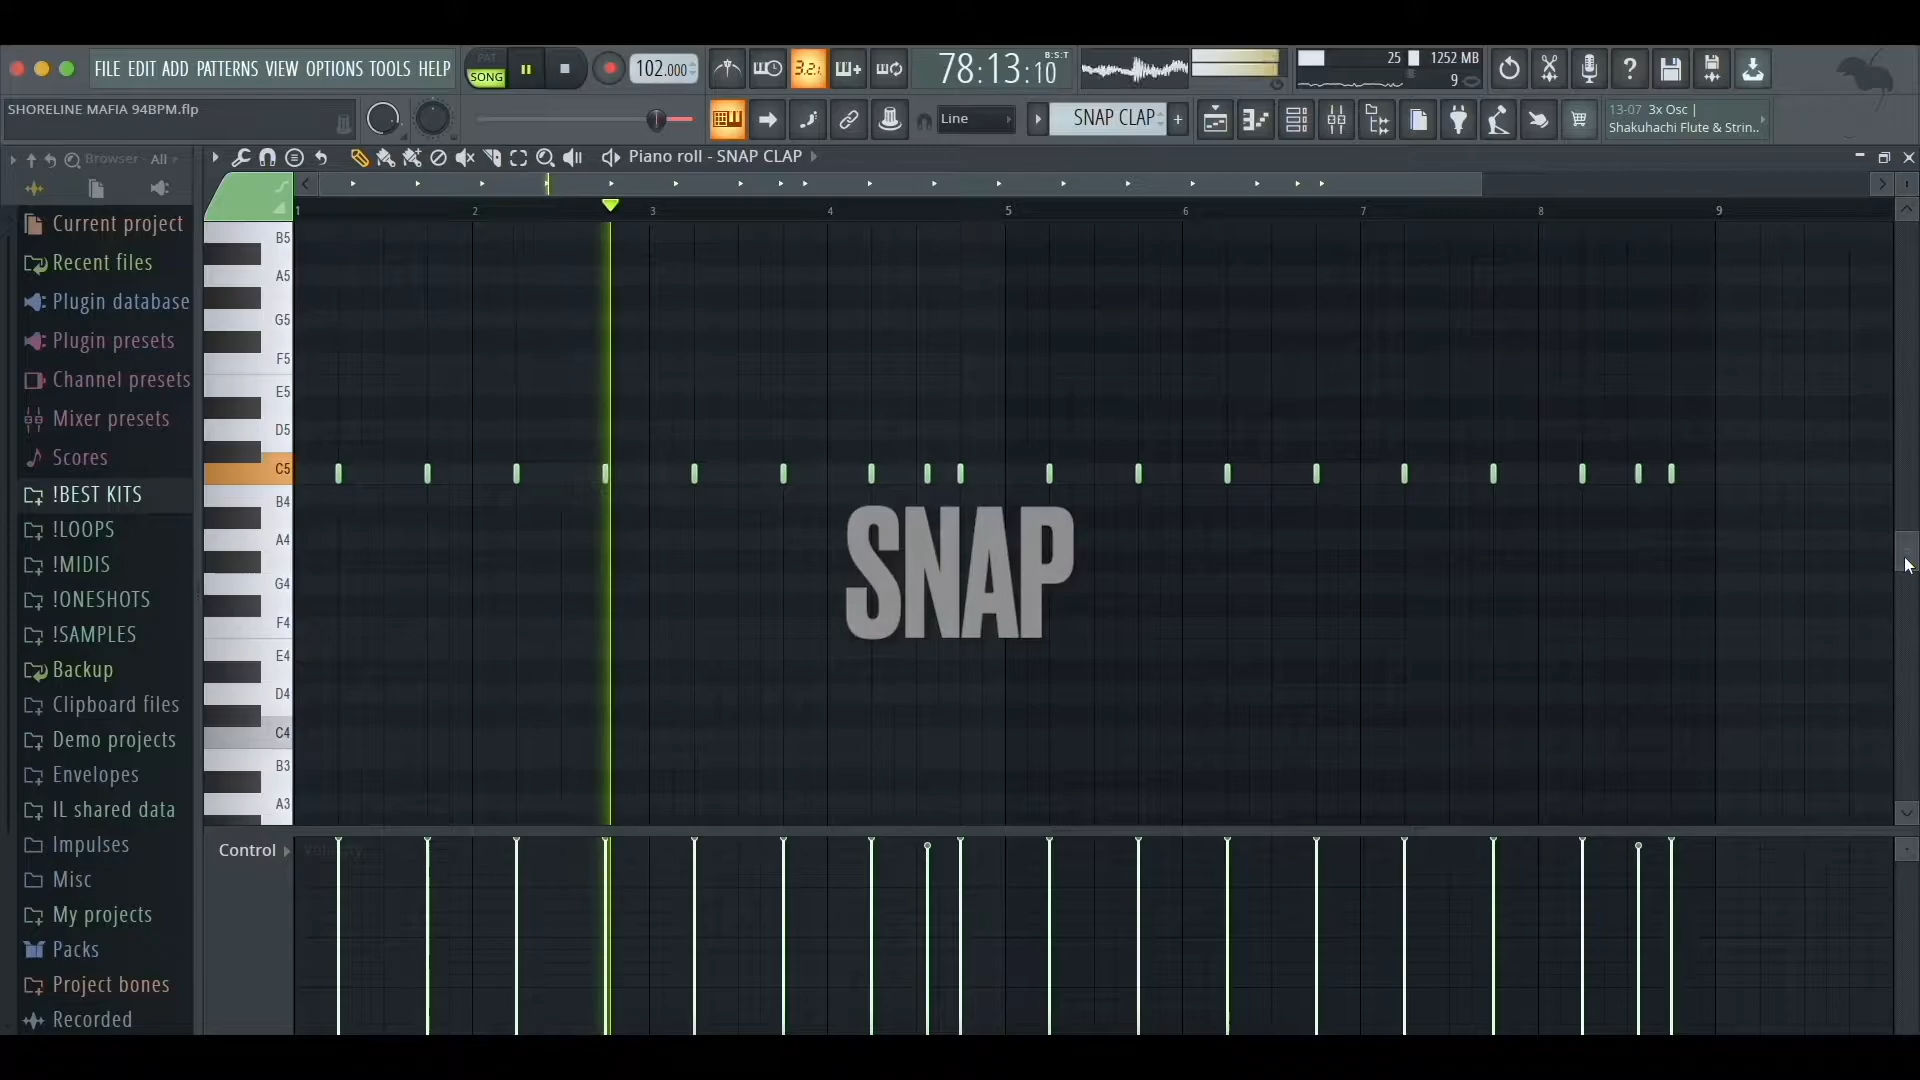 FILE EDIT ADD PATTERNS VIEW OPTIONS TOOLS HELP
PAT
SONG
102.000
3.2.
78:13:10
B:S:T
25
1252 MB
9
SHORELINE MAFIA 94BPM.flp
Line
SNAP CLAP
+
13-07 3x Osc |
Shakuhachi Flute & Strin..
Browser - All
Piano roll - SNAP CLAP
1 2 3 4 5 6 7 8 9
Current project
Recent files
Plugin database
Plugin presets
Channel presets
Mixer presets
Scores
!BEST KITS
!LOOPS
!MIDIS
!ONESHOTS
!SAMPLES
Backup
Clipboard files
Demo projects
Envelopes
IL shared data
Impulses
Misc
My projects
Packs
Project bones
Recorded
B5
A5
G5
F5
E5
D5
C5
B4
A4
G4
F4
E4
D4
C4
B3
A3
SNAP
Control
Velocity